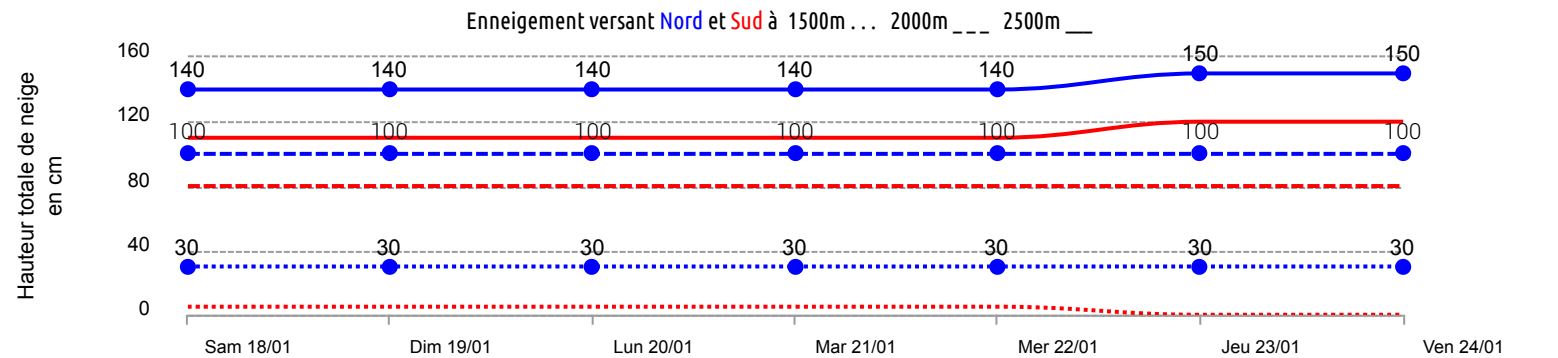 Enneigement versant Nord et Sud à 1500m . . . 2000m _ _ _ 2500m __
Hauteur totale de neige
en cm
160
140 140 140 140 140 150 150
120
100 100 100 100 100 100 100
80
40
30 30 30 30 30 30 30
0
Sam 18/01 Dim 19/01 Lun 20/01 Mar 21/01 Mer 22/01 Jeu 23/01 Ven 24/01